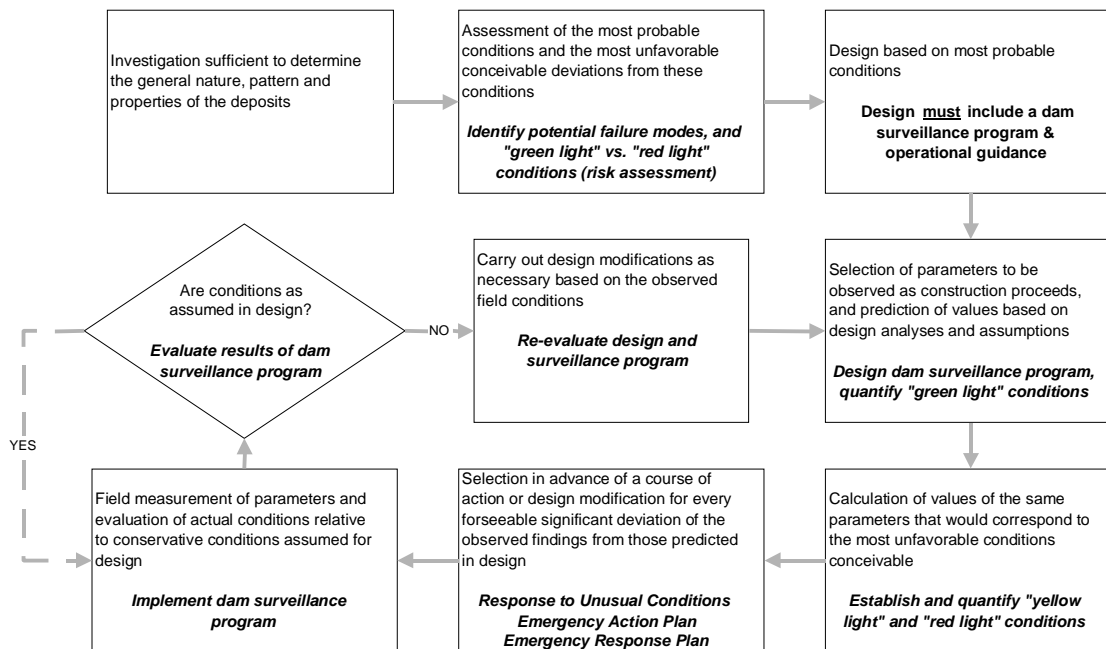 Investigation sufficient to determine
the general nature, pattern and
properties of the deposits
Assessment of the most probable
conditions and the most unfavorable
conceivable deviations from these
conditions
Identify potential failure modes, and
"green light" vs. "red light"
conditions (risk assessment)
Design based on most probable
conditions
Design must include a dam
surveillance program &
operational guidance
Are conditions as
assumed in design?
Evaluate results of dam
surveillance program
NO
Carry out design modifications as
necessary based on the observed
field conditions
Re-evaluate design and
surveillance program
Selection of parameters to be
observed as construction proceeds,
and prediction of values based on
design analyses and assumptions
Design dam surveillance program,
quantify "green light" conditions
YES
Field measurement of parameters and
evaluation of actual conditions relative
to conservative conditions assumed for
design
Implement dam surveillance
program
Selection in advance of a course of
action or design modification for every
forseeable significant deviation of the
observed findings from those predicted
in design
Response to Unusual Conditions
Emergency Action Plan
Emergency Response Plan
Calculation of values of the same
parameters that would correspond to
the most unfavorable conditions
conceivable
Establish and quantify "yellow
light" and "red light" conditions